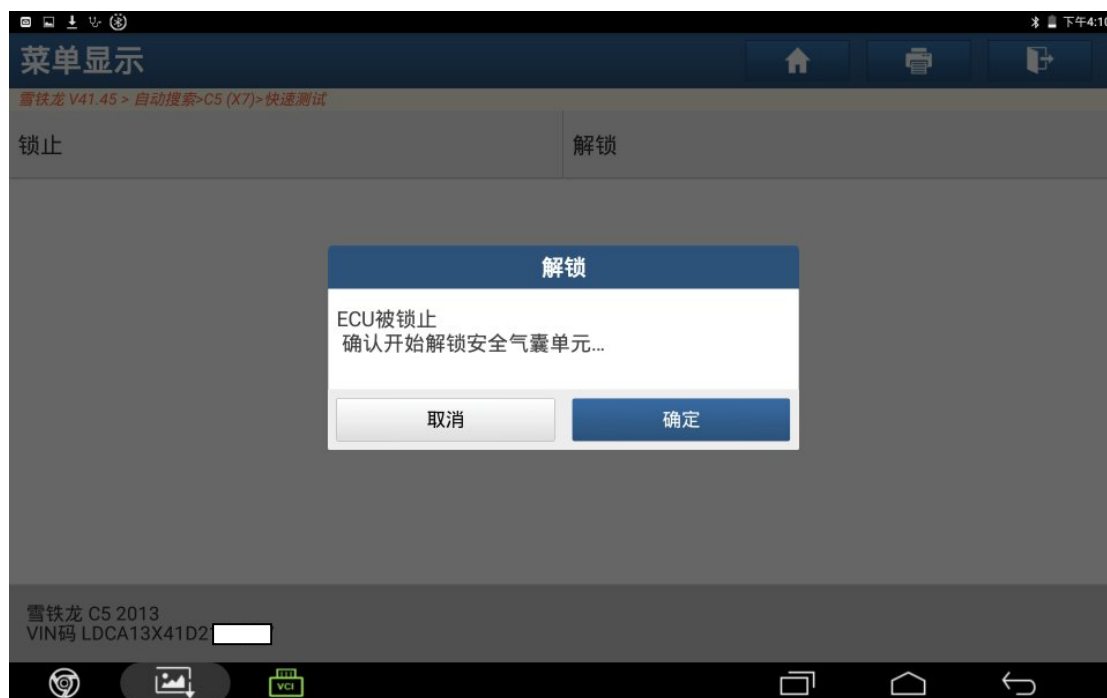 下午4:10
菜单显示
雪铁龙 V41.45 > 自动搜索>C5 (X7)>快速测试
锁止
解锁
解锁
ECU被锁止
确认开始解锁安全气囊单元...
取消
确定
雪铁龙 C5 2013
VIN码 LDCA13X41D2
VCI